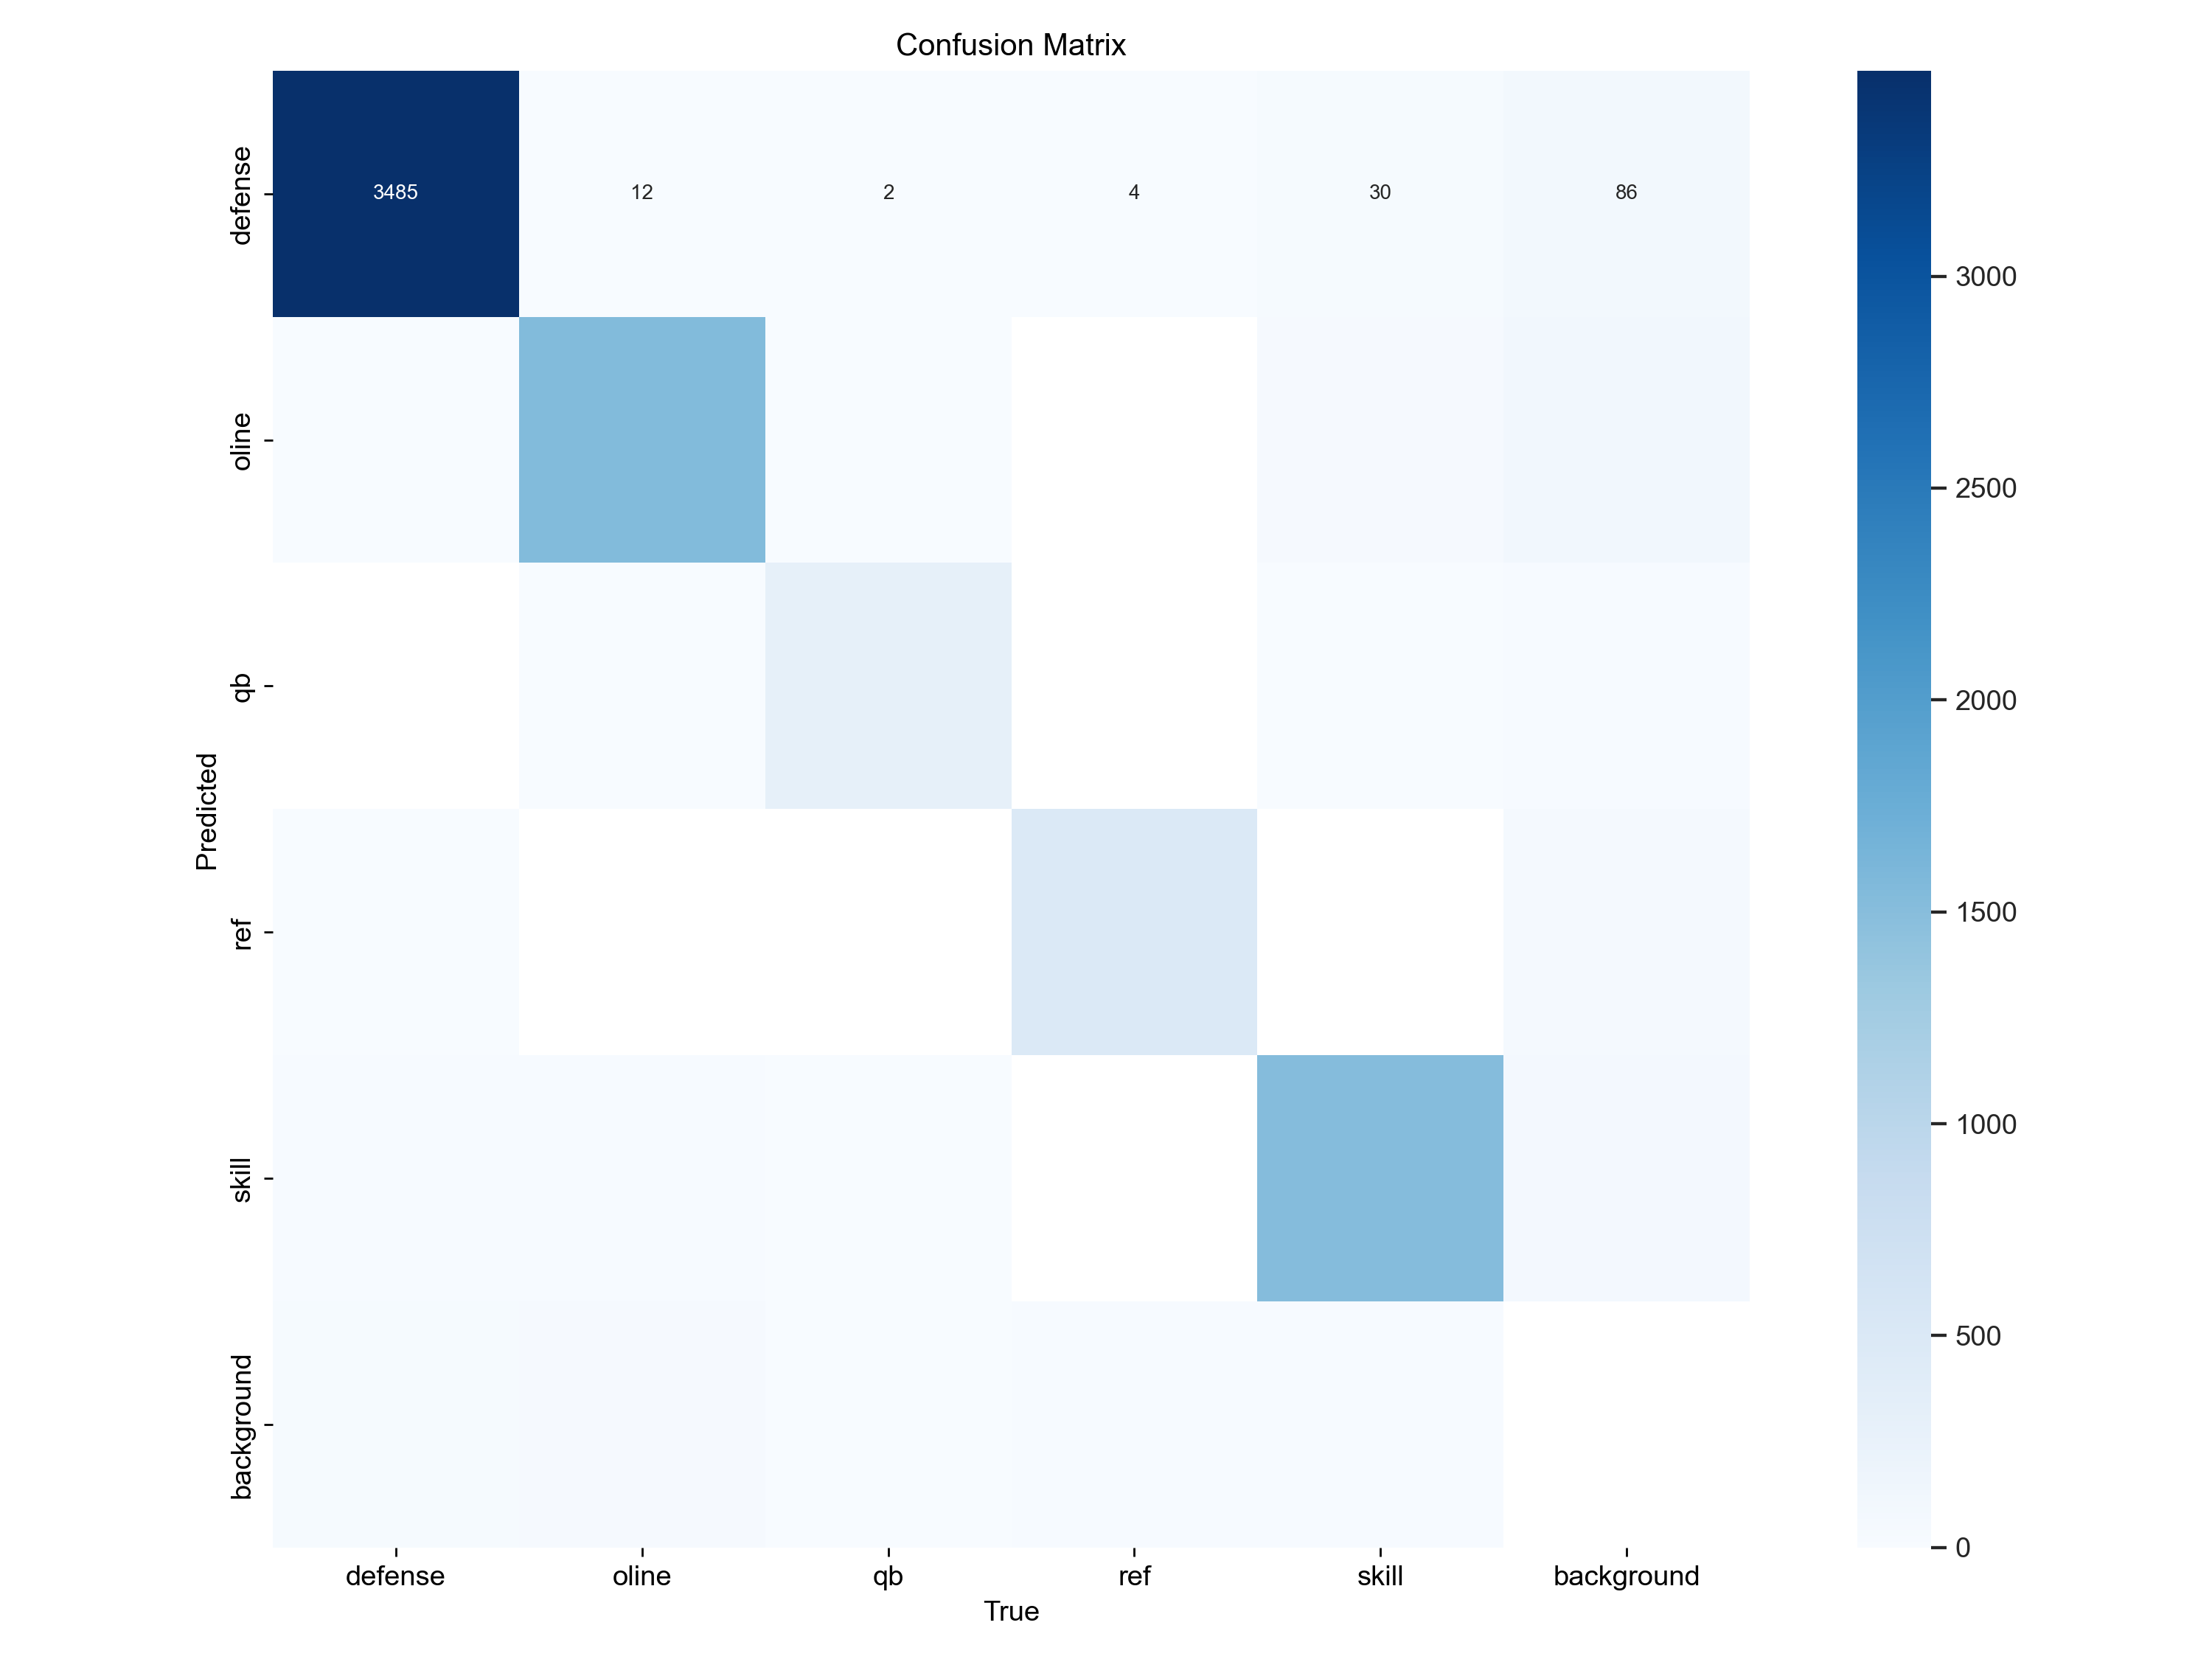 Confusion Matrix
defense
3485 12 2 4 30 86
oline
qb
ref
skill
background
Predicted
defense oline qb ref skill background
True
3000
2500
2000
1500
1000
500
0